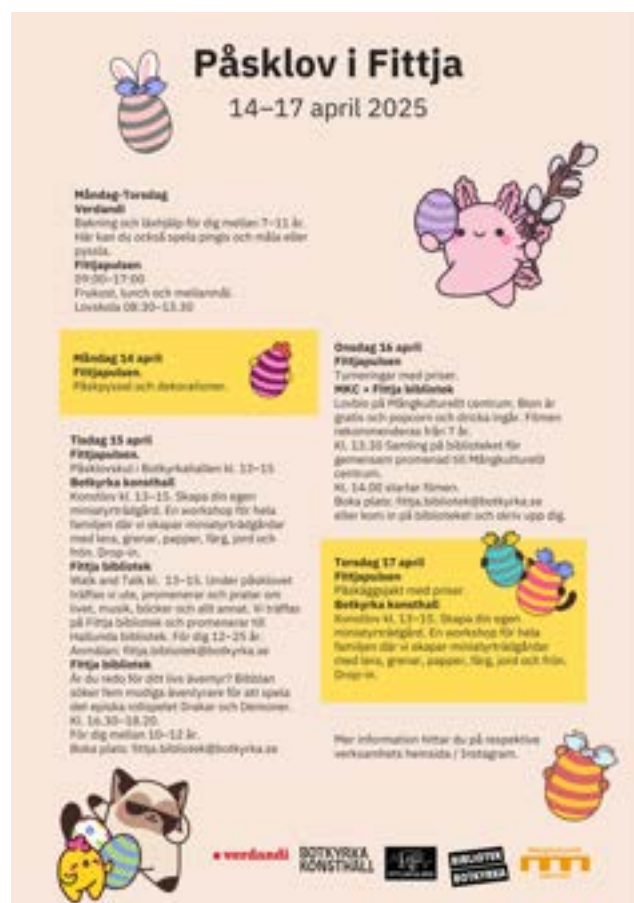 Påsklov i Fittja
14–17 april 2025
Måndag-Torsdag
Verdandi
Bakning och läxhjälp för dig mellan 7–11 år.
Här kan du också spela pingis och måla eller
pyssla.
Fittjapulsen
09:00–17:00
Frukost, lunch och mellanmål.
Lovskola 08:30–13.30
Måndag 14 april
Fittjapulsen.
Påskpyssel och dekorationer.
Tisdag 15 april
Fittjapulsen.
Påsklovskul i Botkyrkahallen kl. 12–15
Botkyrka konsthall
Konstlov kl. 13–15. Skapa din egen
miniatyrträdgård. En workshop för hela
familjen där vi skapar miniatyrträdgårdar
med lera, grenar, papper, färg, jord och
frön. Drop-in.
Fittja bibliotek
Walk and Talk kl. 13–15. Under påsklovet
träffas vi ute, promenerar och pratar om
livet, musik, böcker och allt annat. Vi träffas
på Fittja bibliotek och promenerar till
Hallunda bibliotek. För dig 12–25 år.
Anmälan: fittja.bibliotek@botkyrka.se
Fittja bibliotek
Är du redo för ditt livs äventyr? Biblan
söker fem modiga äventyrare för att spela
det episka rollspelet Drakar och Demoner.
Kl. 16.30–18.20.
För dig mellan 10–12 år.
Boka plats: fittja.bibliotek@botkyrka.se
Onsdag 16 april
Fittjapulsen
Turneringar med priser.
MKC + Fittja bibliotek
Lovbio på Mångkulturellt centrum. Bion är
gratis och popcorn och dricka ingår. Filmen
rekommenderas från 7 år.
Kl. 13.30 Samling på biblioteket för
gemensam promenad till Mångkulturellt
centrum.
Kl. 14.00 startar filmen.
Boka plats: fittja.bibliotek@botkyrka.se
eller kom in på biblioteket och skriv upp dig.
Torsdag 17 april
Fittjapulsen
Påskäggsjakt med priser
Botkyrka konsthall
Konstlov kl. 13–15. Skapa din egen
miniatyrträdgård. En workshop för hela
familjen där vi skapar miniatyrträdgårdar
med lera, grenar, papper, färg, jord och frön.
Drop-in.
Mer information hittar du på respektive
verksamhets hemsida / Instagram.
verdandi
BOTKYRKA
KONSTHALL
BIBLIOTEK
BOTKYRKA